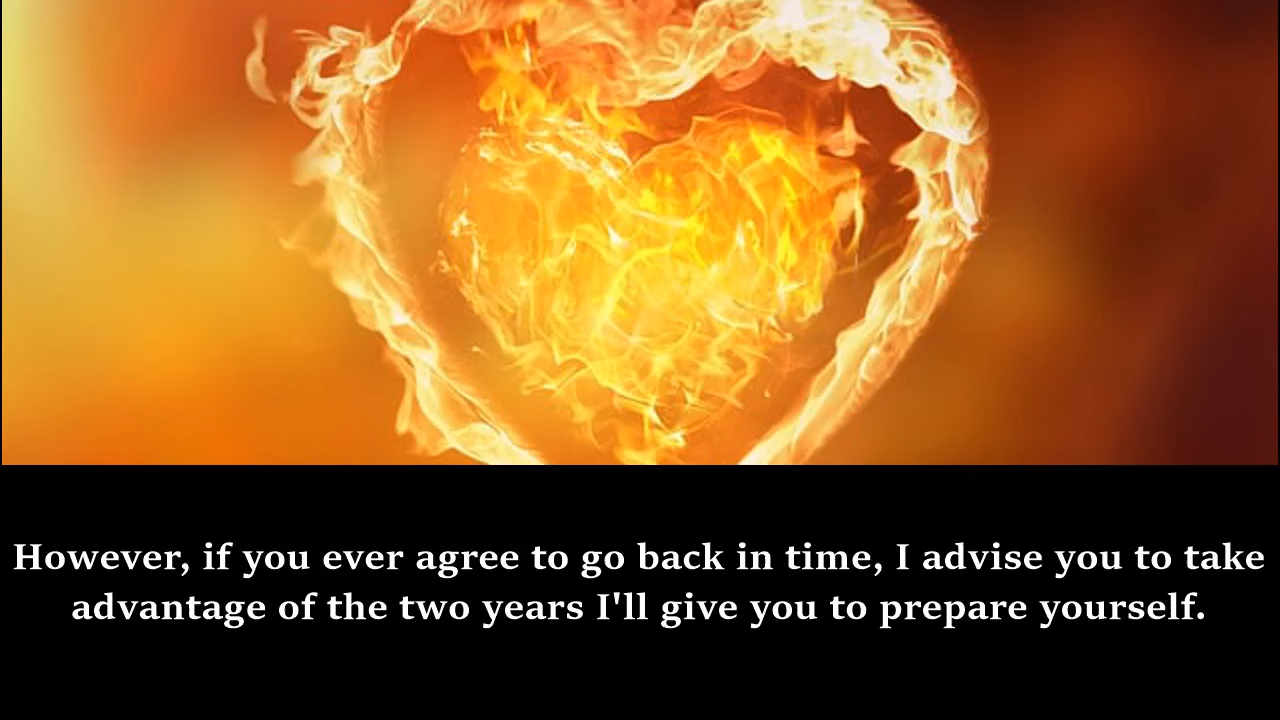 However, if you ever agree to go back in time, I advise you to take
advantage of the two years I'll give you to prepare yourself.